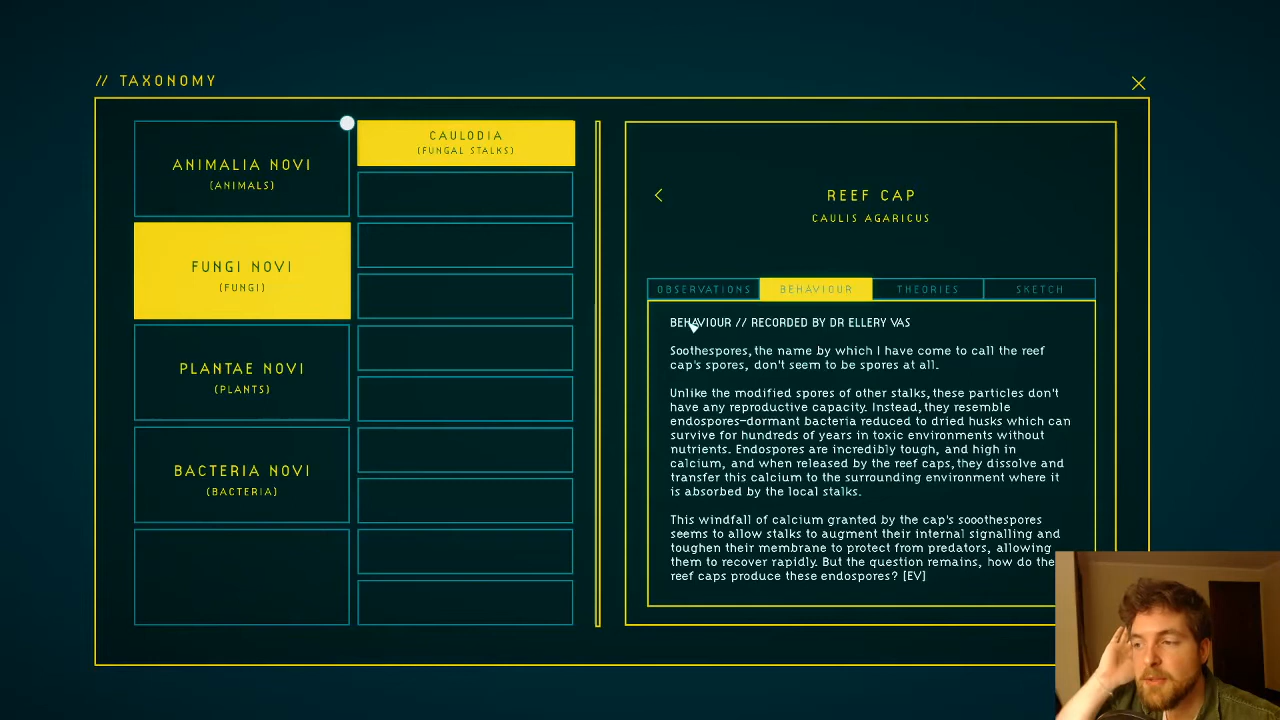 // TAXONOMY
ANIMALIA NOVI
(ANIMALS)
FUNGI NOVI
(FUNGI)
PLANTAE NOVI
(PLANTS)
BACTERIA NOVI
(BACTERIA)
CAULODIA
(FUNGAL STALKS)
REEF CAP
CAULIS AGARICUS
OBSERVATIONS
BEHAVIOUR
THEORIES
SKETCH
BEHAVIOUR // RECORDED BY DR ELLERY VAS
Soothespores, the name by which I have come to call the reef
cap's spores, don't seem to be spores at all.
Unlike the modified spores of other stalks, these particles don't
have any reproductive capacity. Instead, they resemble
endospores-dormant bacteria reduced to dried husks which can
survive for hundreds of years in toxic environments without
nutrients. Endospores are incredibly tough, and high in
calcium, and when released by the reef caps, they dissolve and
transfer this calcium to the surrounding environment where it
is absorbed by the local stalks.
This windfall of calcium granted by the cap's sooothespores
seems to allow stalks to augment their internal signalling and
toughen their membrane to protect from predators, allowing
them to recover rapidly. But the question remains, how do the
reef caps produce these endospores? [EV]